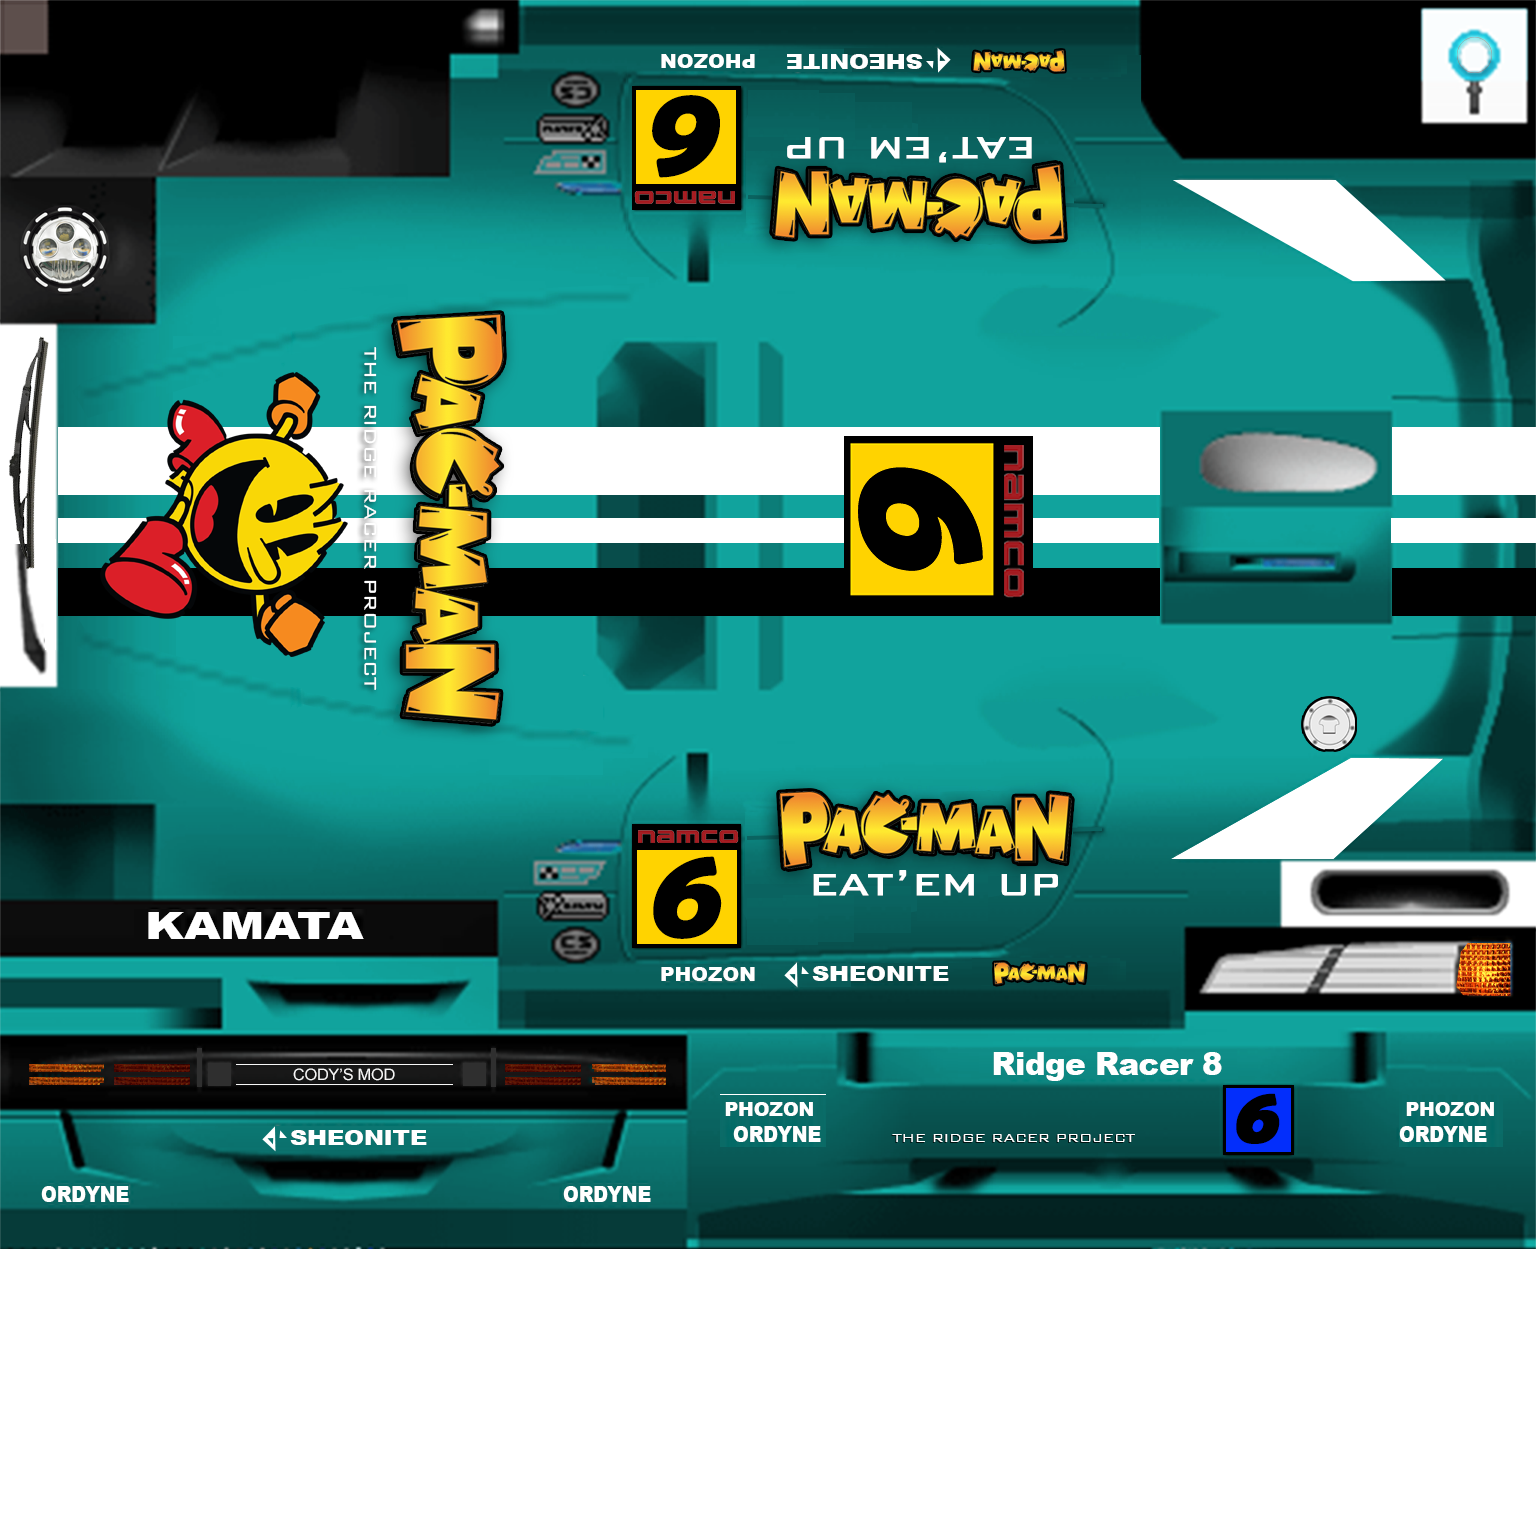 PHOZON
SHEONITE
PAC-MAN
6
namco
EAT'EM UP
PAC-MAN
PAC-MAN
THE RIDGE RACER PROJECT
6
namco
namco
6
PAC-MAN
EAT'EM UP
CS
PHOZON
SHEONITE
PAC-MAN
KAMATA
CODY'S MOD
SHEONITE
ORDYNE
ORDYNE
Ridge Racer 8
PHOZON
ORDYNE
THE RIDGE RACER PROJECT
6
PHOZON
ORDYNE